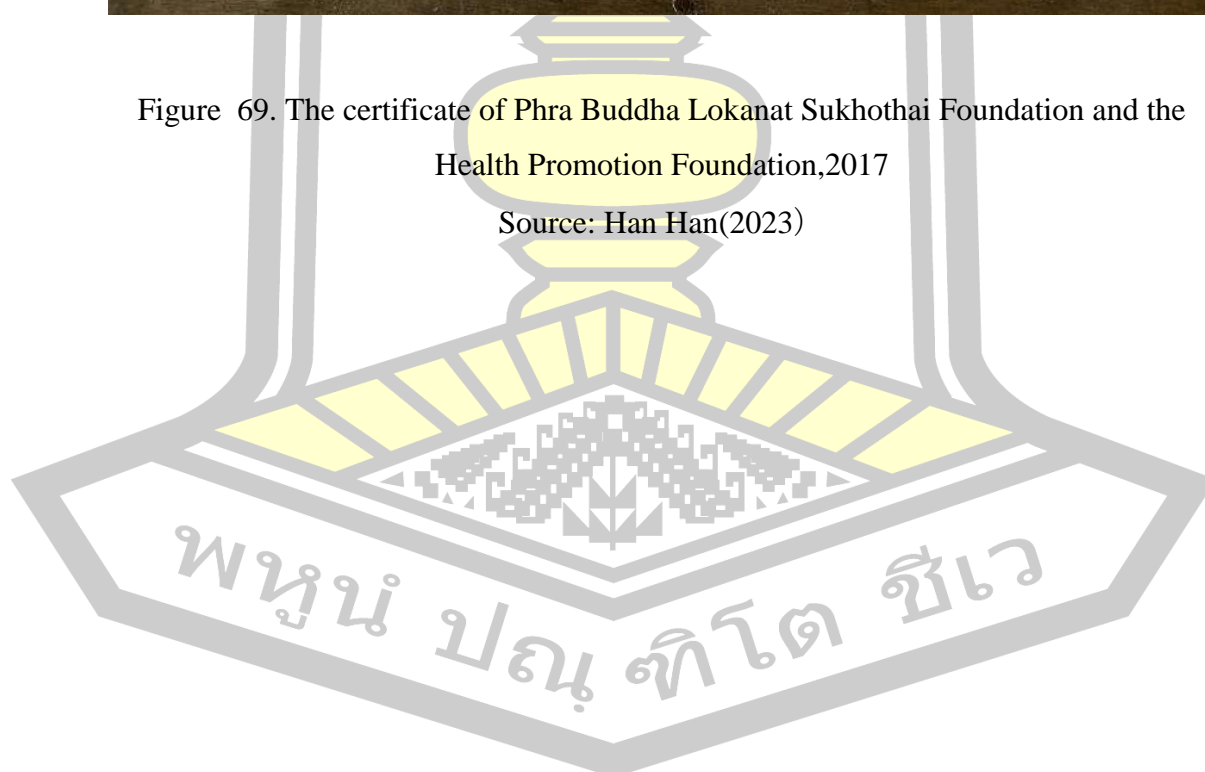 Figure  69. The certificate of Phra Buddha Lokanat Sukhothai Foundation and the
Health Promotion Foundation,2017
Source: Han Han(2023）
พหูนํ ปณฺฑิโต ชีเว